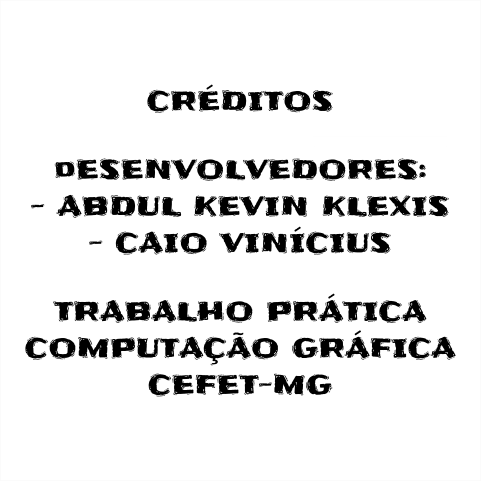 CRÉDITOS
DESENVOLVEDORES:
- ABDUL KEVIN KLEXIS
- CAIO VINÍCIUS
TRABALHO PRÁTICA
COMPUTAÇÃO GRÁFICA
CEFET-MG